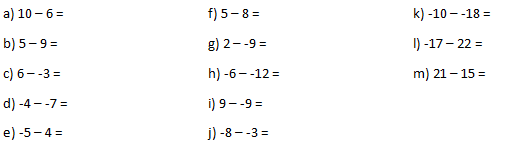 a) 10 – 6 =
b) 5 – 9 =
c) 6 – -3 =
d) -4 – -7 =
e) -5 – 4 =
f) 5 – 8 =
g) 2 – -9 =
h) -6 – -12 =
i) 9 – -9 =
j) -8 – -3 =
k) -10 – -18 =
l) -17 – 22 =
m) 21 – 15 =